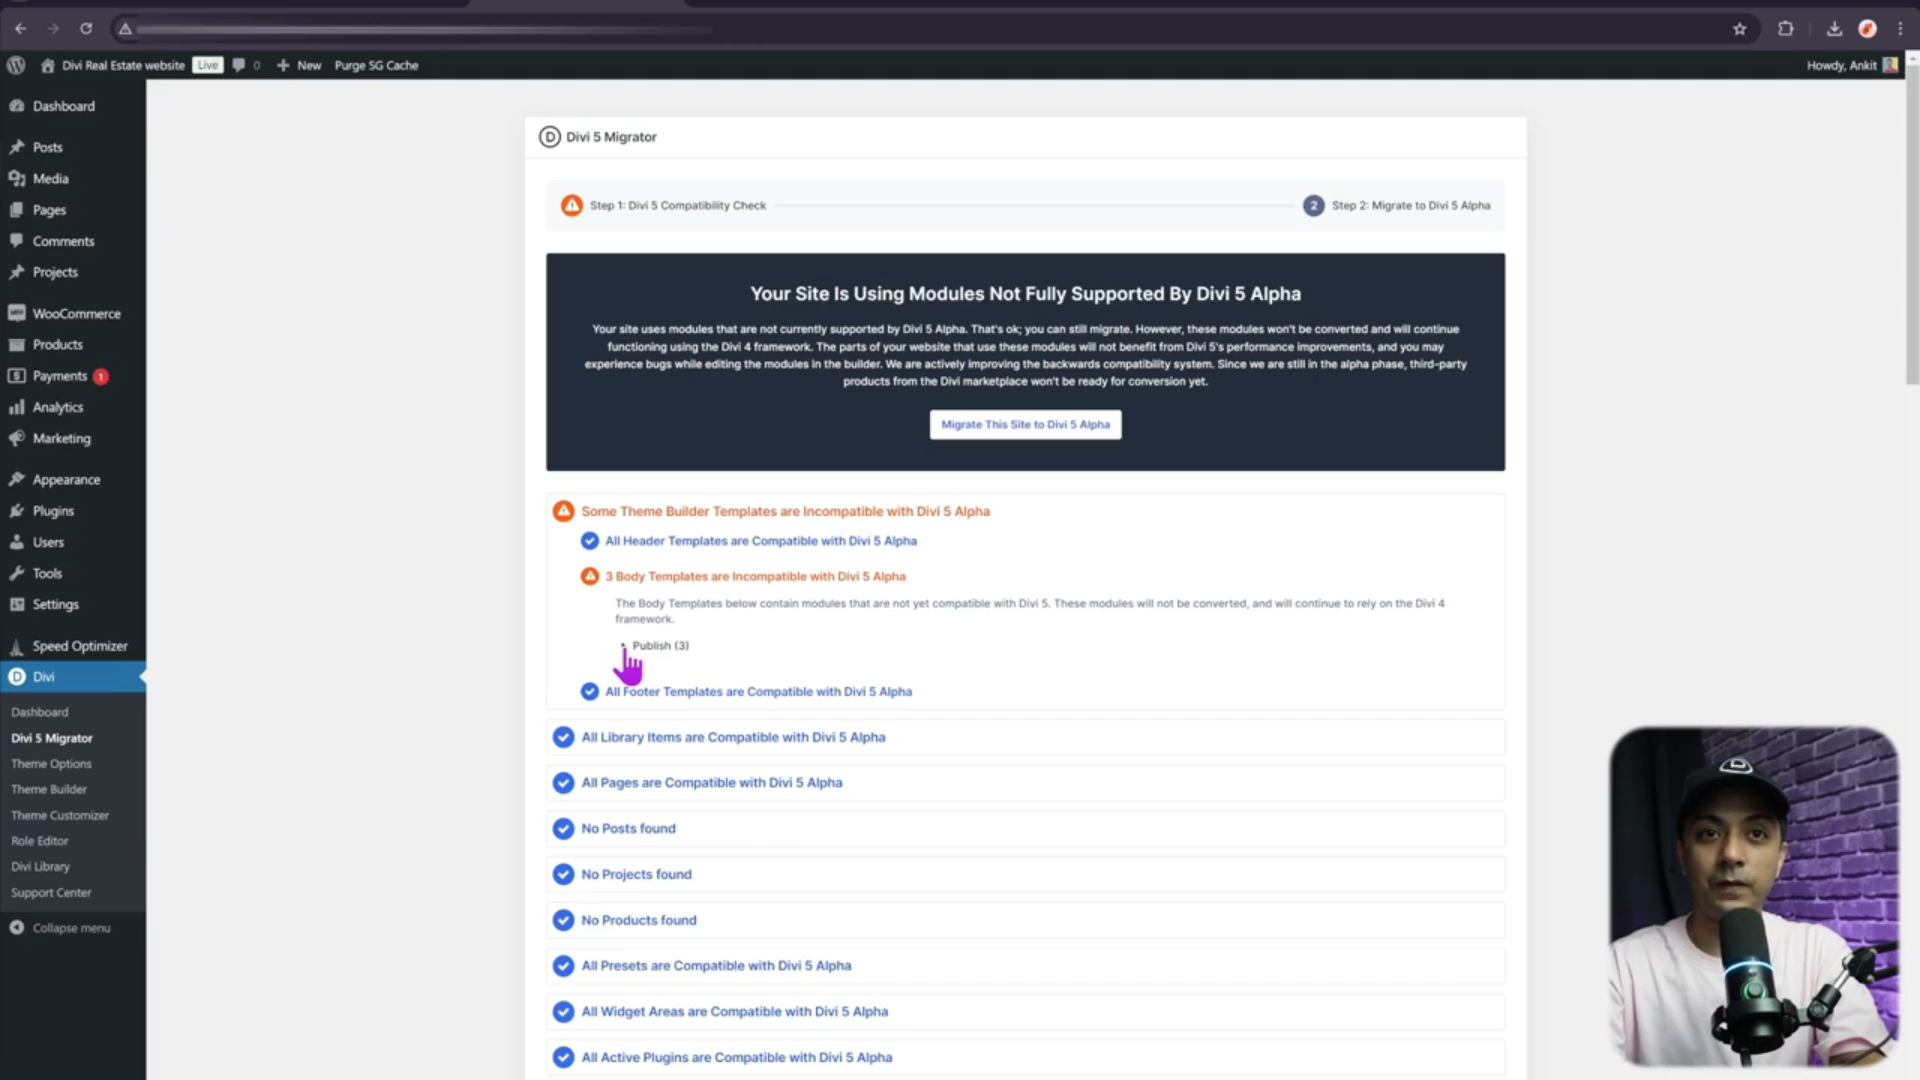 Divi Real Estate website Live 0 New Purge SG Cache Howdy, Ankit
Dashboard
Posts
Media
Pages
Comments
Projects
WooCommerce
Products
Payments 1
Analytics
Marketing
Appearance
Plugins
Users
Tools
Settings
Speed Optimizer
Divi
Dashboard
Divi 5 Migrator
Theme Options
Theme Builder
Theme Customizer
Role Editor
Divi Library
Support Center
Collapse menu
D Divi 5 Migrator
Step 1: Divi 5 Compatibility Check
2 Step 2: Migrate to Divi 5 Alpha
Your Site Is Using Modules Not Fully Supported By Divi 5 Alpha
Your site uses modules that are not currently supported by Divi 5 Alpha. That's ok; you can still migrate. However, these modules won't be converted and will continue
functioning using the Divi 4 framework. The parts of your website that use these modules will not benefit from Divi 5's performance improvements, and you may
experience bugs while editing the modules in the builder. We are actively improving the backwards compatibility system. Since we are still in the alpha phase, third-party
products from the Divi marketplace won't be ready for conversion yet.
Migrate This Site to Divi 5 Alpha
Some Theme Builder Templates are Incompatible with Divi 5 Alpha
All Header Templates are Compatible with Divi 5 Alpha
3 Body Templates are Incompatible with Divi 5 Alpha
The Body Templates below contain modules that are not yet compatible with Divi 5. These modules will not be converted, and will continue to rely on the Divi 4
framework.
Publish (3)
All Footer Templates are Compatible with Divi 5 Alpha
All Library Items are Compatible with Divi 5 Alpha
All Pages are Compatible with Divi 5 Alpha
No Posts found
No Projects found
No Products found
All Presets are Compatible with Divi 5 Alpha
All Widget Areas are Compatible with Divi 5 Alpha
All Active Plugins are Compatible with Divi 5 Alpha